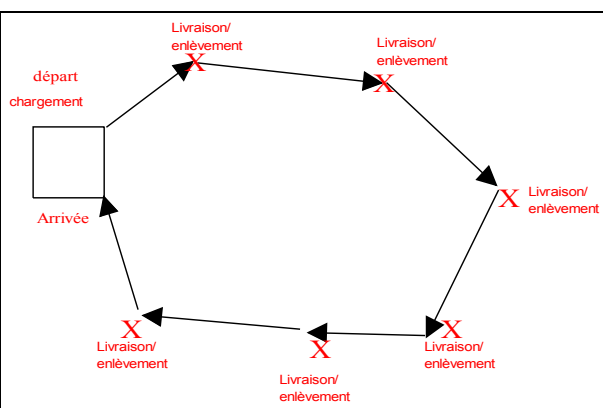 Livraison/
enlèvement
X
Livraison/
enlèvement
X
départ
chargement
X
Livraison/
enlèvement
Arrivée
X
Livraison/
enlèvement
X
Livraison/
enlèvement
X
Livraison/
enlèvement